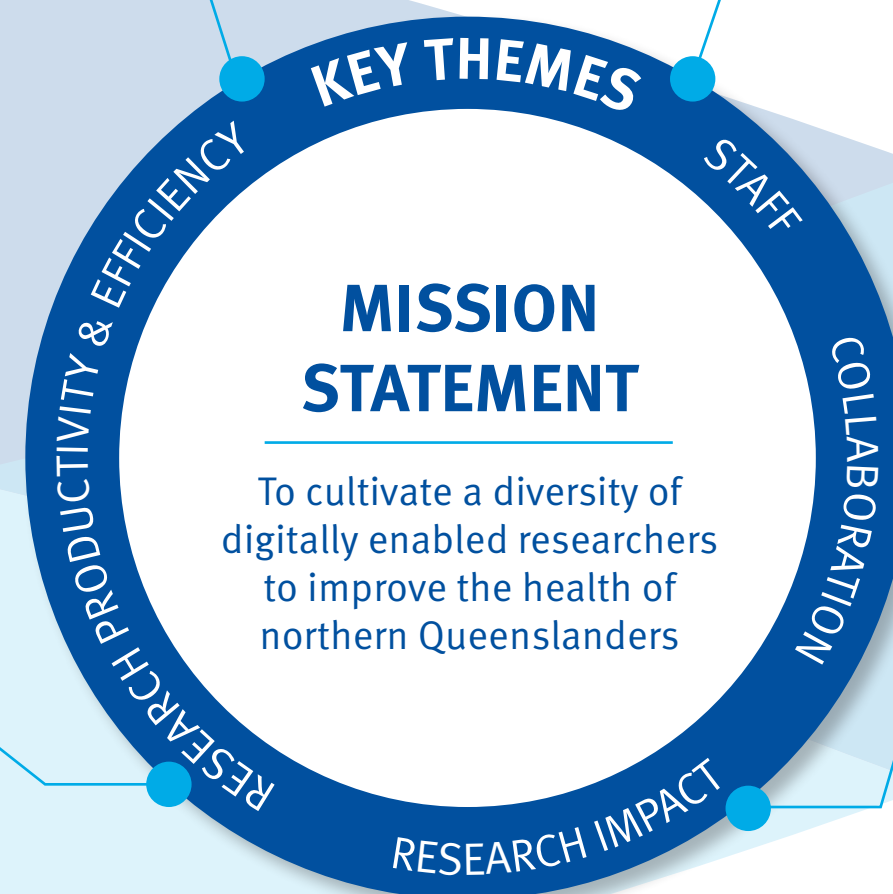 KEY THEMES
STAFF
COLLABORATION
RESEARCH IMPACT
RESEARCH PRODUCTIVITY & EFFICIENCY
MISSION
STATEMENT
To cultivate a diversity of
digitally enabled researchers
to improve the health of
northern Queenslanders